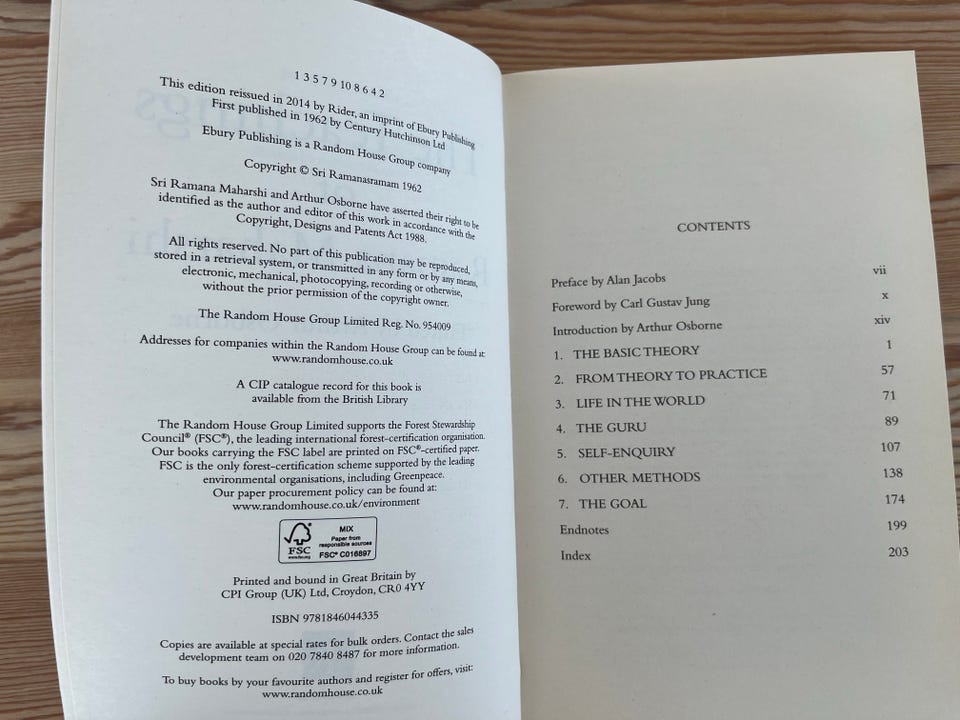 1 3 5 7 9 10 8 6 4 2
This edition reissued in 2014 by Rider, an imprint of Ebury Publishing
First published in 1962 by Century Hutchinson Ltd
Ebury Publishing is a Random House Group company
Copyright © Sri Ramanasramam 1962
Sri Ramana Maharshi and Arthur Osborne have asserted their right to be
identified as the author and editor of this work in accordance with the
Copyright, Designs and Patents Act 1988.
All rights reserved. No part of this publication may be reproduced,
stored in a retrieval system, or transmitted in any form or by any means,
electronic, mechanical, photocopying, recording or otherwise,
without the prior permission of the copyright owner.
The Random House Group Limited Reg. No. 954009
Addresses for companies within the Random House Group can be found at:
www.randomhouse.co.uk
A CIP catalogue record for this book is
available from the British Library
The Random House Group Limited supports the Forest Stewardship
Council® (FSC®), the leading international forest-certification organisation.
Our books carrying the FSC label are printed on FSC®-certified paper.
FSC is the only forest-certification scheme supported by the leading
environmental organisations, including Greenpeace.
Our paper procurement policy can be found at:
www.randomhouse.co.uk/environment
FSC
www.fsc.org
MIX
Paper from
responsible sources
FSC® C016897
Printed and bound in Great Britain by
CPI Group (UK) Ltd, Croydon, CR0 4YY
ISBN 9781846044335
Copies are available at special rates for bulk orders. Contact the sales
development team on 020 7840 8487 for more information.
To buy books by your favourite authors and register for offers, visit:
www.randomhouse.co.uk
CONTENTS
Preface by Alan Jacobs vii
Foreword by Carl Gustav Jung x
Introduction by Arthur Osborne xiv
1. THE BASIC THEORY 1
2. FROM THEORY TO PRACTICE 57
3. LIFE IN THE WORLD 71
4. THE GURU 89
5. SELF-ENQUIRY 107
6. OTHER METHODS 138
7. THE GOAL 174
Endnotes 199
Index 203